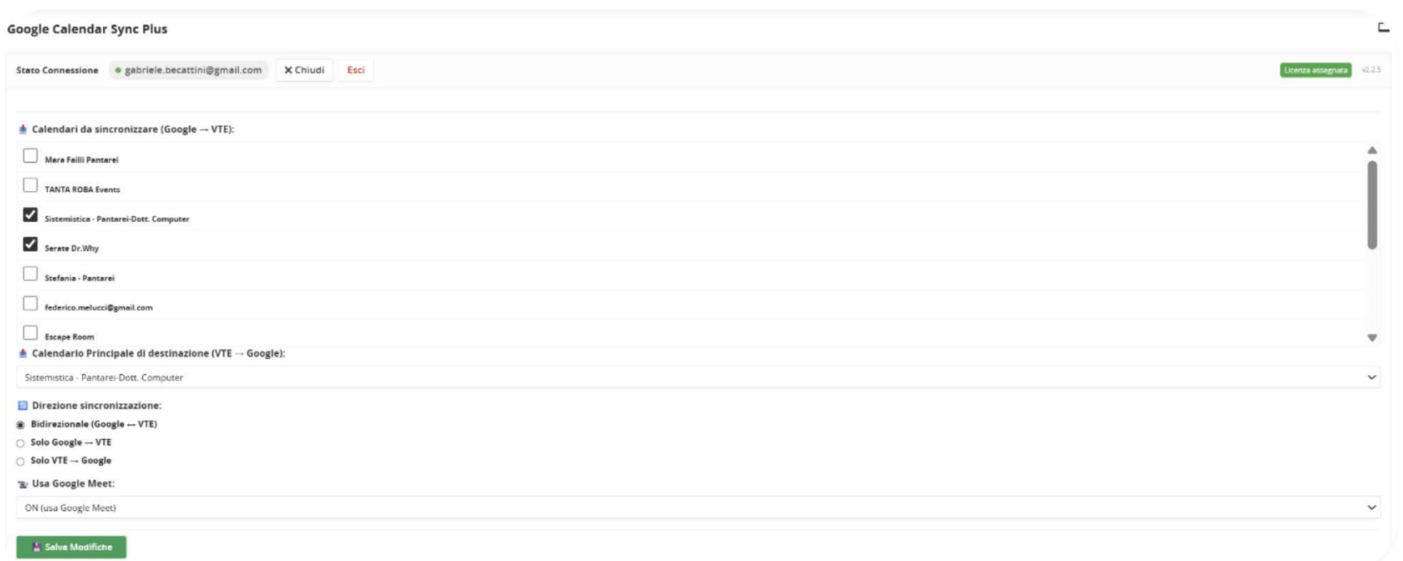 Google Calendar Sync Plus
Stato Connessione gabriele.becattini@gmail.com Chiudi Esci Licenza assegnata v2.2.5
Calendari da sincronizzare (Google → VTE):
Mara Failli Pantarei
TANTA ROBA Events
Sistemistica - Pantarei-Dott. Computer
Serate Dr.Why
Stefania - Pantarei
federico.melucci@gmail.com
Escape Room
Calendario Principale di destinazione (VTE → Google):
Sistemistica - Pantarei-Dott. Computer
Direzione sincronizzazione:
Bidirezionale (Google ↔ VTE)
Solo Google → VTE
Solo VTE → Google
Usa Google Meet:
ON (usa Google Meet)
Salva Modifiche